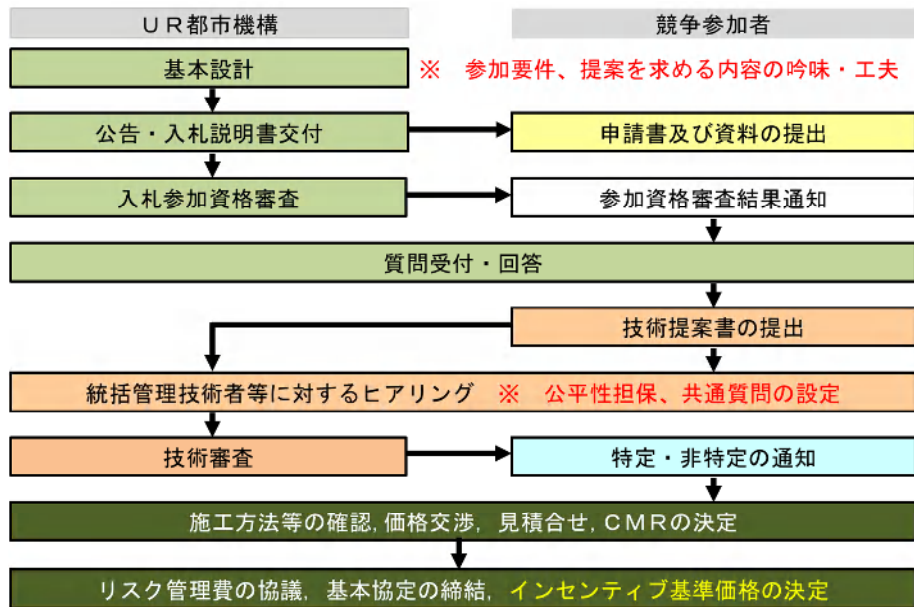 UR都市機構
競争参加者
基本設計
※ 参加要件、提案を求める内容の吟味・工夫
公告・入札説明書交付
申請書及び資料の提出
入札参加資格審査
参加資格審査結果通知
質問受付・回答
技術提案書の提出
統括管理技術者等に対するヒアリング ※ 公平性担保、共通質問の設定
技術審査
特定・非特定の通知
施工方法等の確認, 価格交渉, 見積合せ, CMRの決定
リスク管理費の協議, 基本協定の締結, インセンティブ基準価格の決定